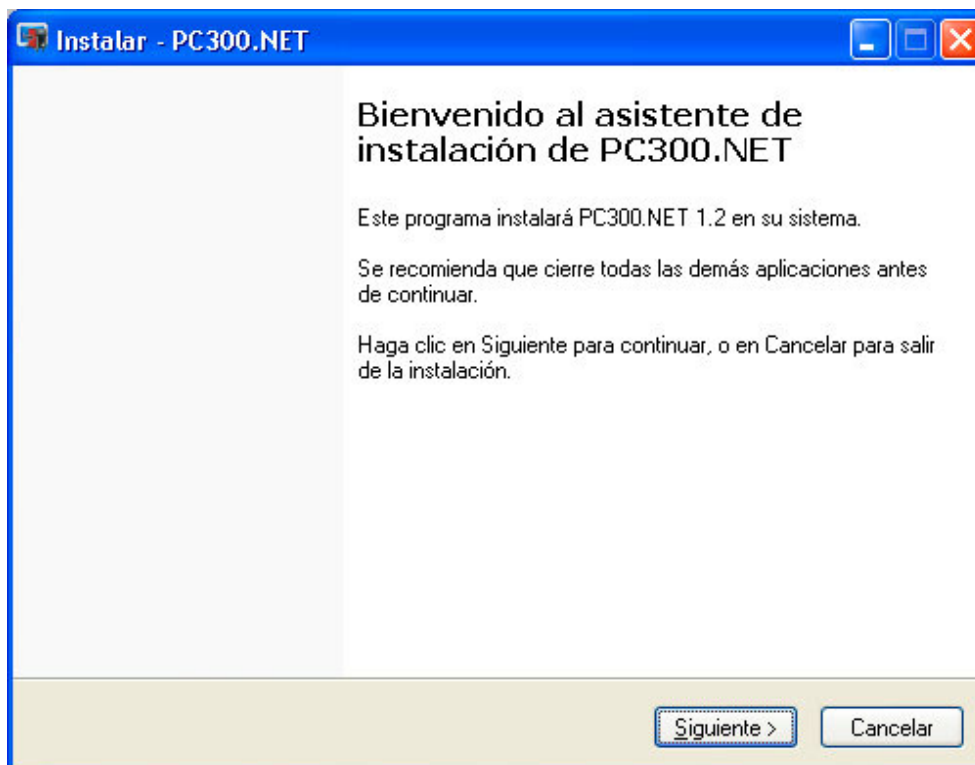 Instalar - PC300.NET
Bienvenido al asistente de
instalación de PC300.NET
Este programa instalará PC300.NET 1.2 en su sistema.
Se recomienda que cierre todas las demás aplicaciones antes
de continuar.
Haga clic en Siguiente para continuar, o en Cancelar para salir
de la instalación.
Siguiente >
Cancelar